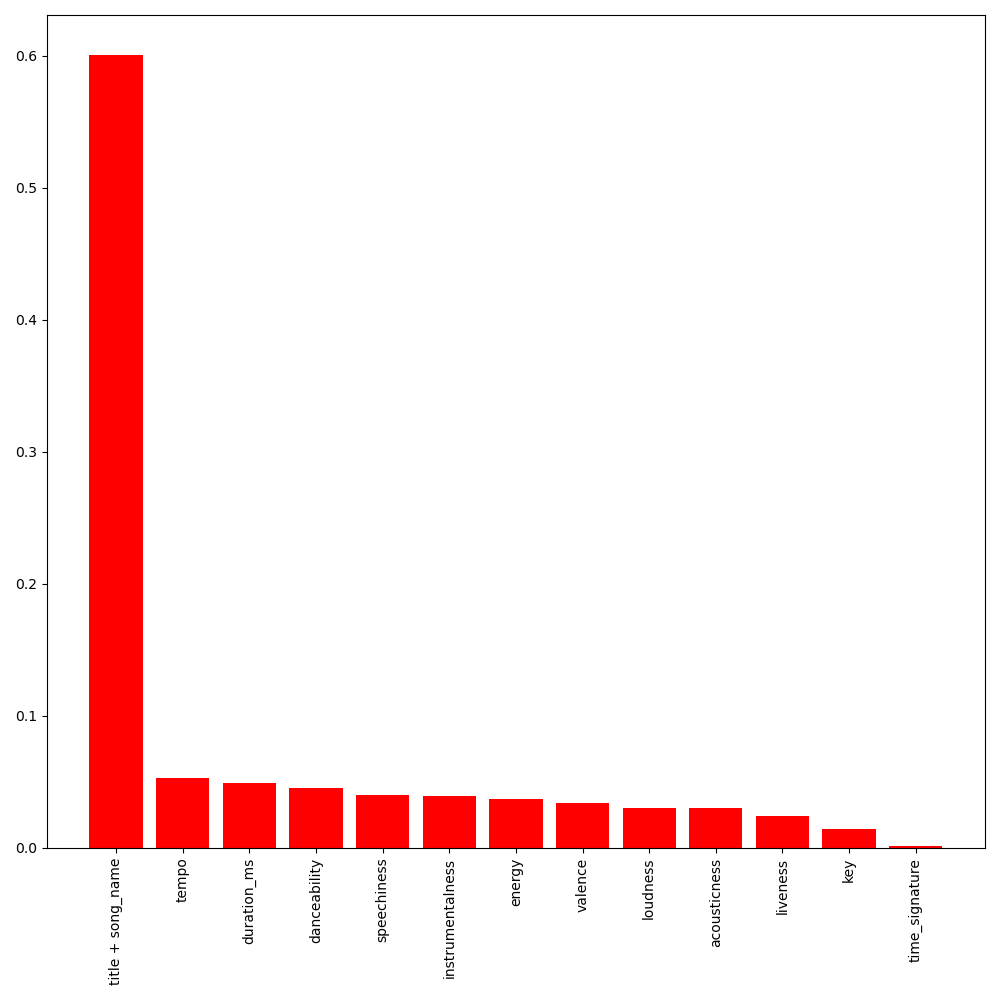 0.6
0.5
0.4
0.3
0.2
0.1
0.0
title + song_name
tempo
duration_ms
danceability
speechiness
instrumentalness
energy
valence
loudness
acousticness
liveness
key
time_signature